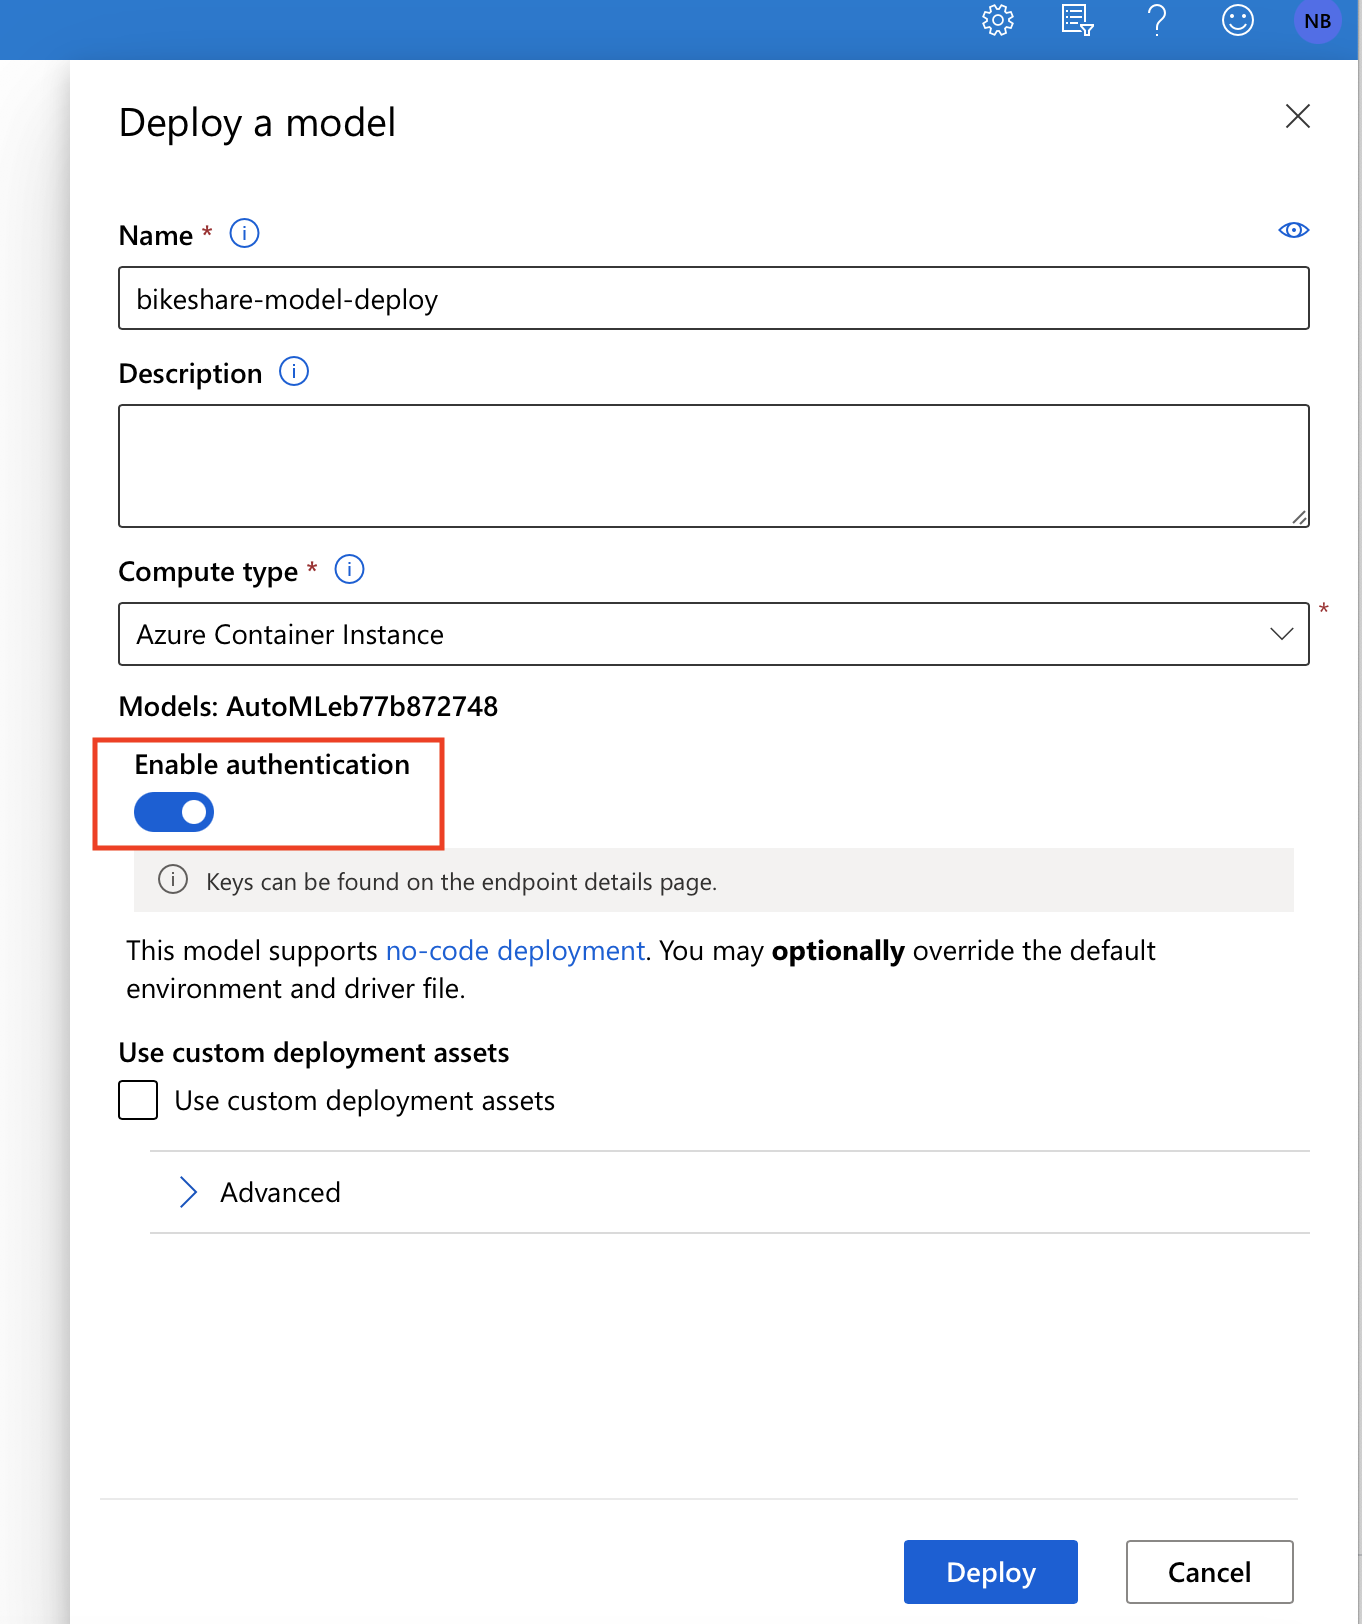 NB
Deploy a model
Name *
bikeshare-model-deploy
Description
Compute type *
Azure Container Instance
*
Models: AutoMLeb77b872748
Enable authentication
Keys can be found on the endpoint details page.
This model supports no-code deployment. You may optionally override the default
environment and driver file.
Use custom deployment assets
Use custom deployment assets
Advanced
Deploy
Cancel